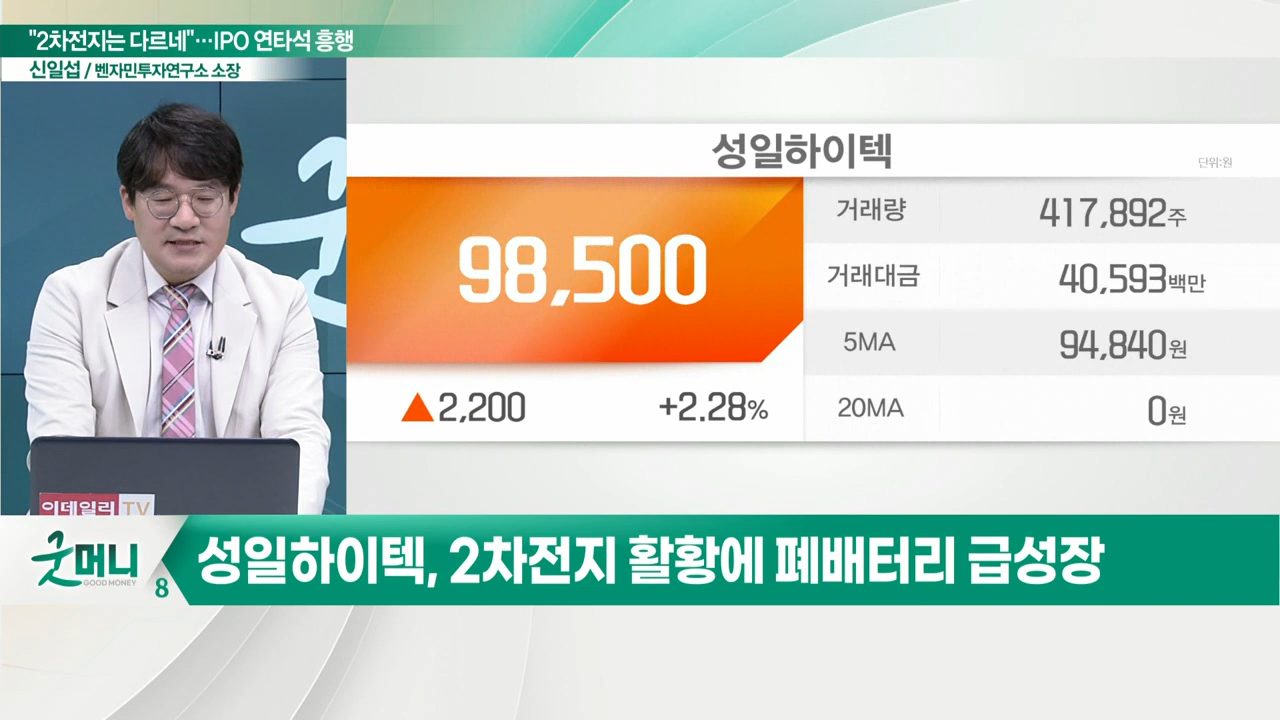 "2차전지는 다르네"…IPO 연타석 흥행
신일섭 / 벤자민투자연구소 소장
성일하이텍
단위:원
98,500
▲2,200 +2.28%
거래량 417,892주
거래대금 40,593백만
5MA 94,840원
20MA 0원
이데일리 TV
굿머니
GOOD MONEY
8
성일하이텍, 2차전지 활황에 폐배터리 급성장